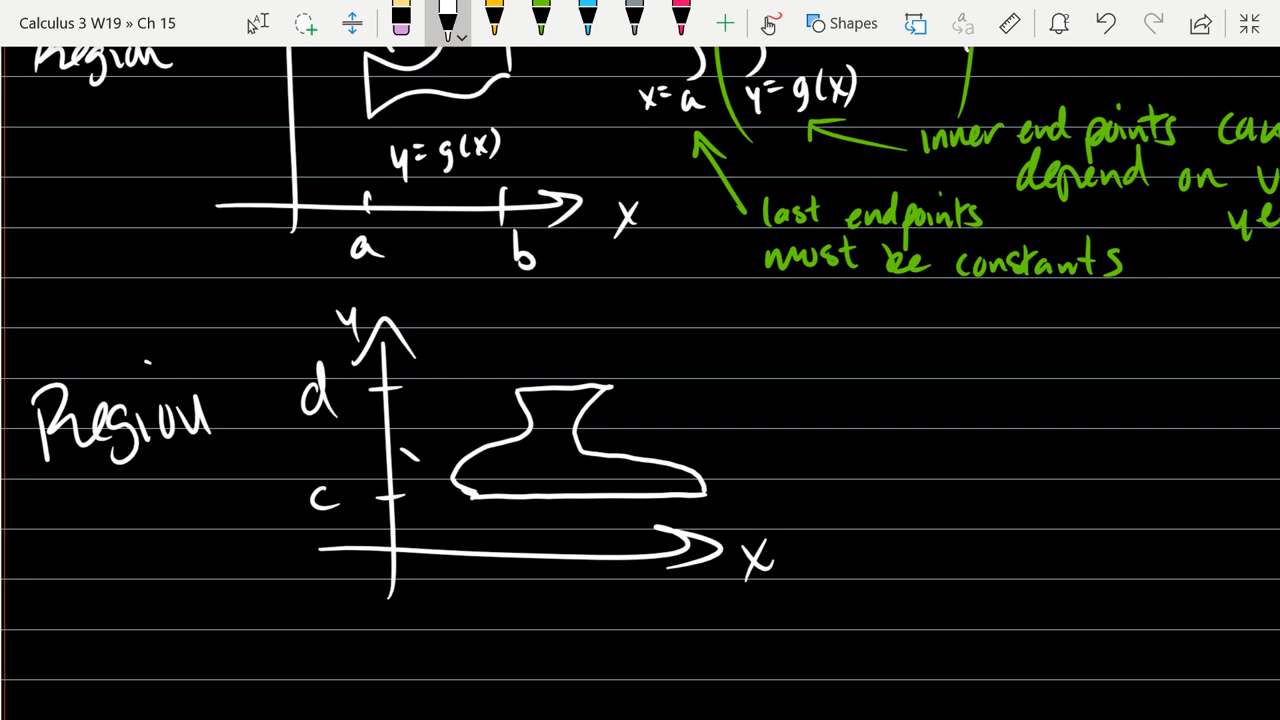 Calculus 3 W19 » Ch 15
Shapes
Region
x=a y=g(x)
y=g(x)
inner end points
depend on
last endpoints
must be constants
x
a b
y
Region
d
c
x